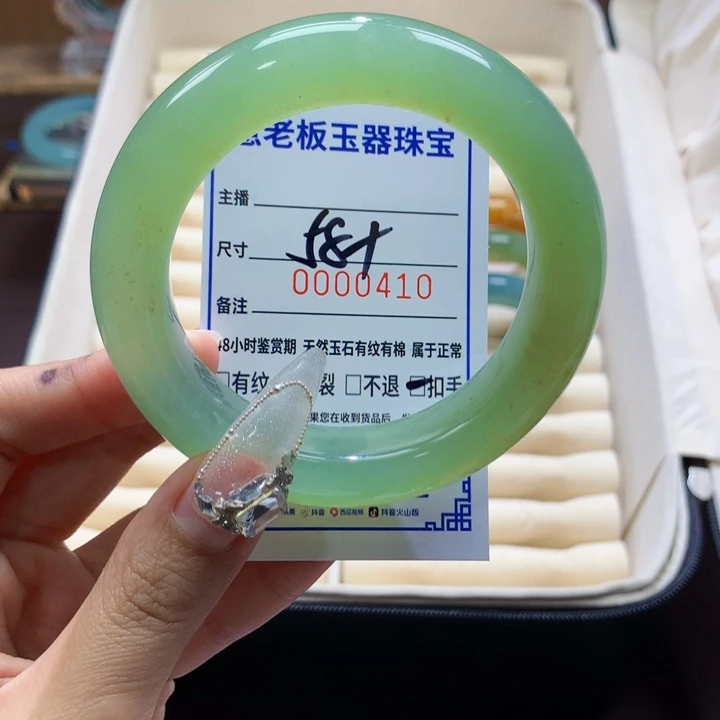 老板玉器珠宝
主播
尺寸 58+
0000410
备注
8小时鉴赏期 天然玉石有纹有棉 属于正常
□有纹 裂 □不退 □扣手
果您在收到货品后
抖音 西瓜视频 抖音火山版